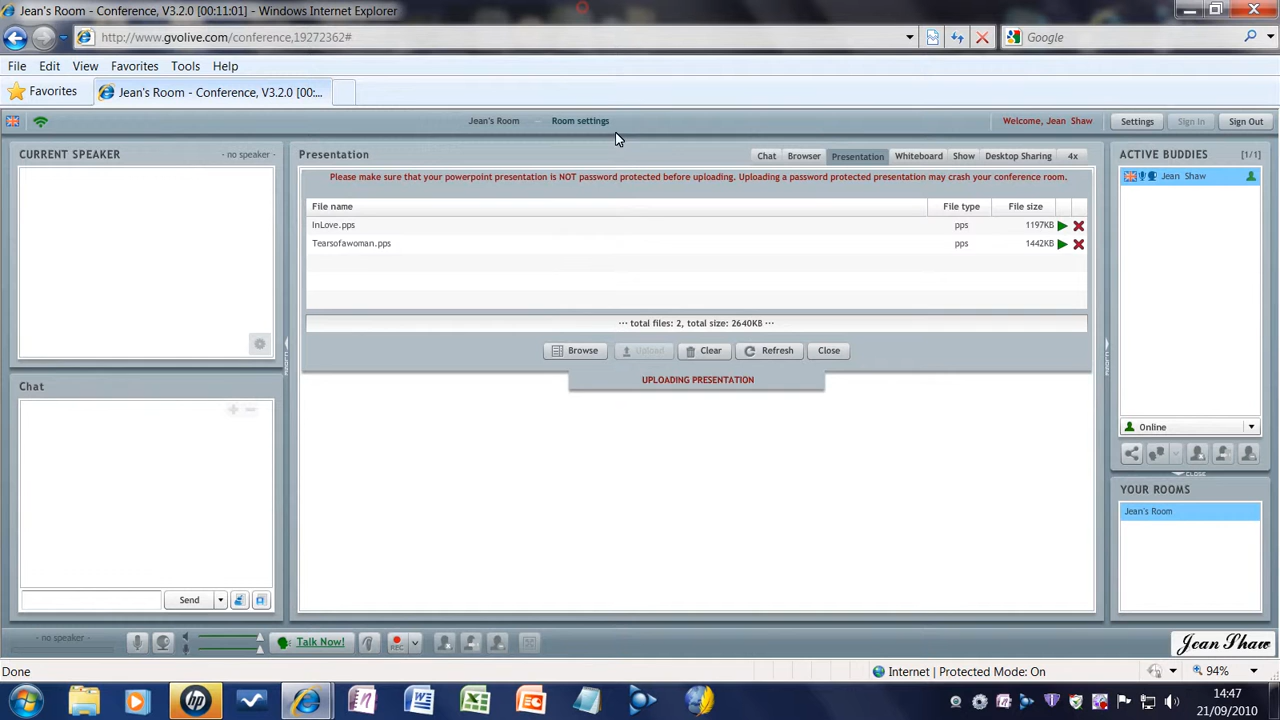 Jean's Room - Conference, V3.2.0 [00:11:01] - Windows Internet Explorer
http://www.gvolive.com/conference,19272362#
Google
File Edit View Favorites Tools Help
Favorites
Jean's Room - Conference, V3.2.0 [00:...
Jean's Room
Room settings
Welcome, Jean Shaw
Settings
Sign In
Sign Out
CURRENT SPEAKER
- no speaker -
Presentation
Chat
Browser
Presentation
Whiteboard
Show
Desktop Sharing
4x
ACTIVE BUDDIES
[1/1]
Please make sure that your powerpoint presentation is NOT password protected before uploading. Uploading a password protected presentation may crash your conference room.
Jean Shaw
File name File type File size
InLove.pps pps 1197KB
Tearsofawoman.pps pps 1442KB
··· total files: 2, total size: 2640KB ···
Browse
Upload
Clear
Refresh
Close
UPLOADING PRESENTATION
Chat
Online
CLOSE
YOUR ROOMS
Jean's Room
Send
- no speaker -
Talk Now!
REC
Jean Shaw
Done
Internet | Protected Mode: On
94%
14:47
21/09/2010